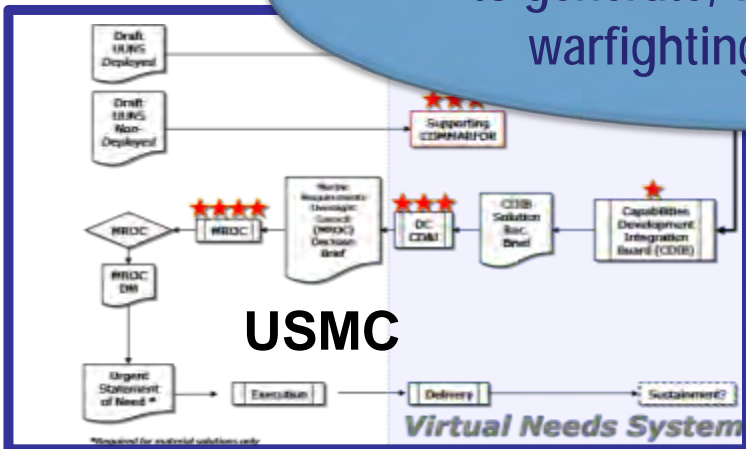 to generate,
warfighting
Draft
UUNS
Deployed
Draft
UUNS
Non-
Deployed
Supporting
COMMARFOR
MROC
MROC
Marine
Requirements
Oversight
Council
(MROC)
Decision
Brief
DC
CD&I
CDIB
Solution
Rec.
Brief
Capabilities
Development
Integration
Board (CDIB)
MROC
DM
USMC
Urgent
Statement
of Need *
Execution
Delivery
Sustainment?
Virtual Needs System
*Required for material solutions only